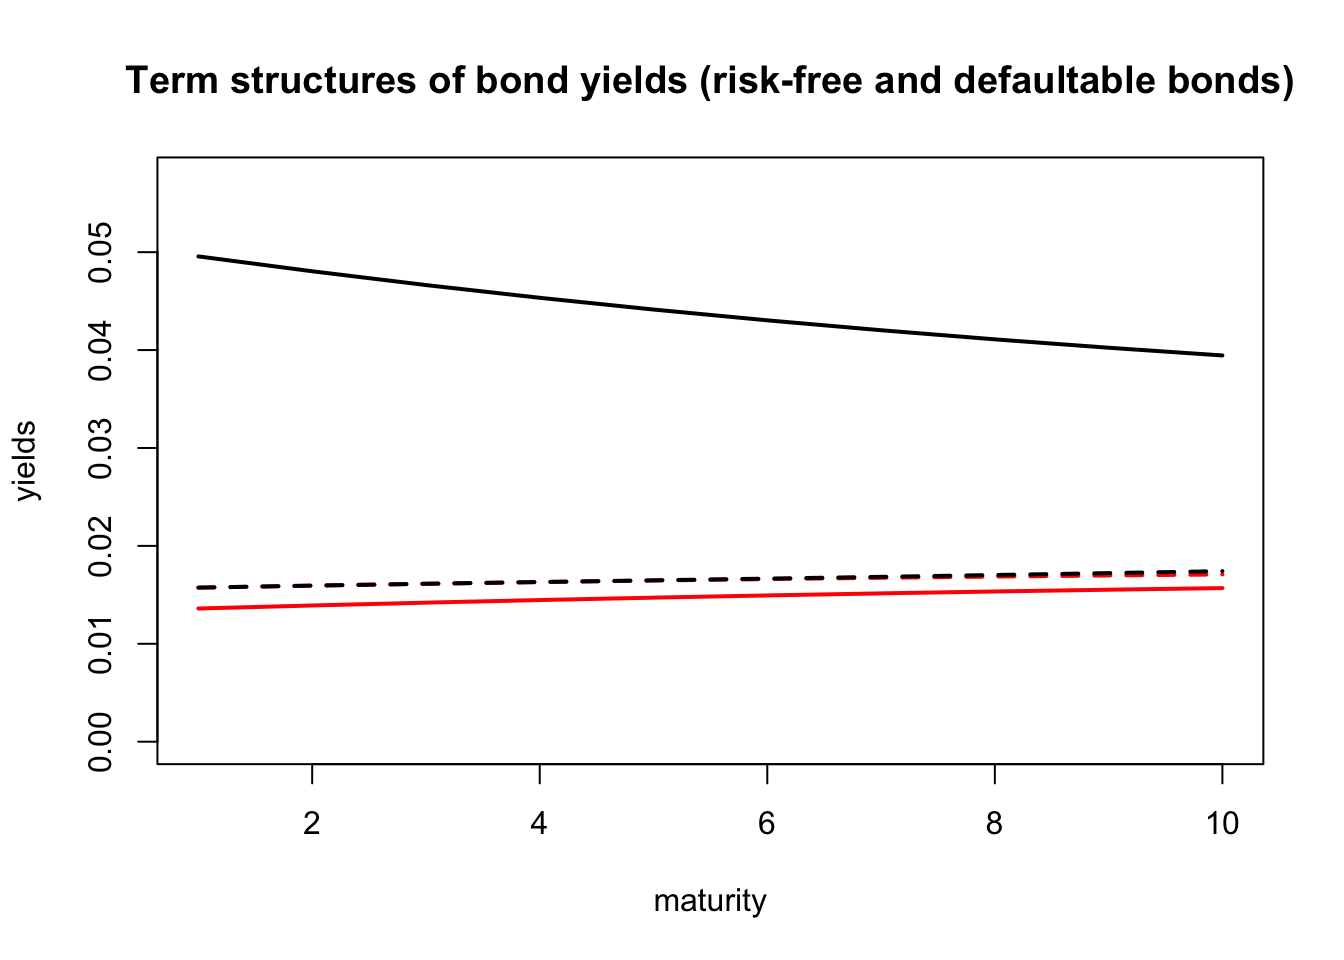 Term structures of bond yields (risk-free and defaultable bonds)
yields
0.05
0.04
0.03
0.02
0.01
0.00
2 4 6 8 10
maturity